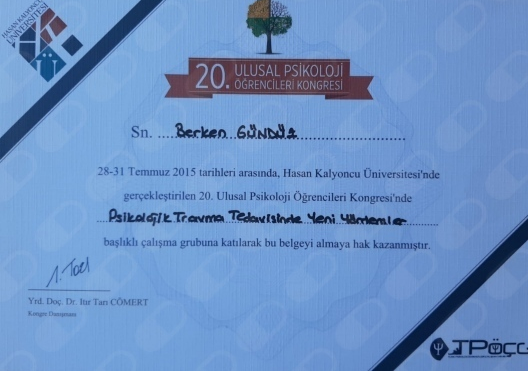 HASAN KALYONCU
ÜNİVERSİTESİ
20. ULUSAL PSİKOLOJİ
ÖĞRENCİLERİ KONGRESİ
Sn. ....Berken GÜNDÜZ....................
28-31 Temmuz 2015 tarihleri arasında, Hasan Kalyoncu Üniversitesi'nde
gerçekleştirilen 20. Ulusal Psikoloji Öğrencileri Kongresi'nde
...Psikolojik Travma Tedavisinde Yeni Yöntemler........
başlıklı çalışma grubuna katılarak bu belgeyi almaya hak kazanmıştır.
Yrd. Doç. Dr. Itır Tarı CÖMERT
Kongre Danışmanı
TPÖÇG